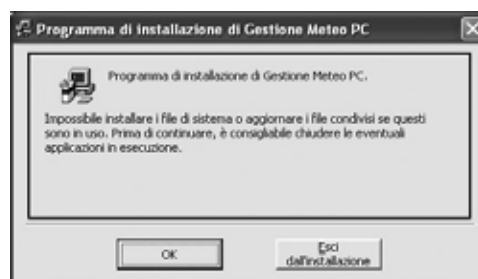 Programma di installazione di Gestione Meteo PC
Programma di installazione di Gestione Meteo PC.
Impossibile installare i file di sistema o aggiornare i file condivisi se questi
sono in uso. Prima di continuare, è consigliabile chiudere le eventuali
applicazioni in esecuzione.
OK
Esci
dall'installazione